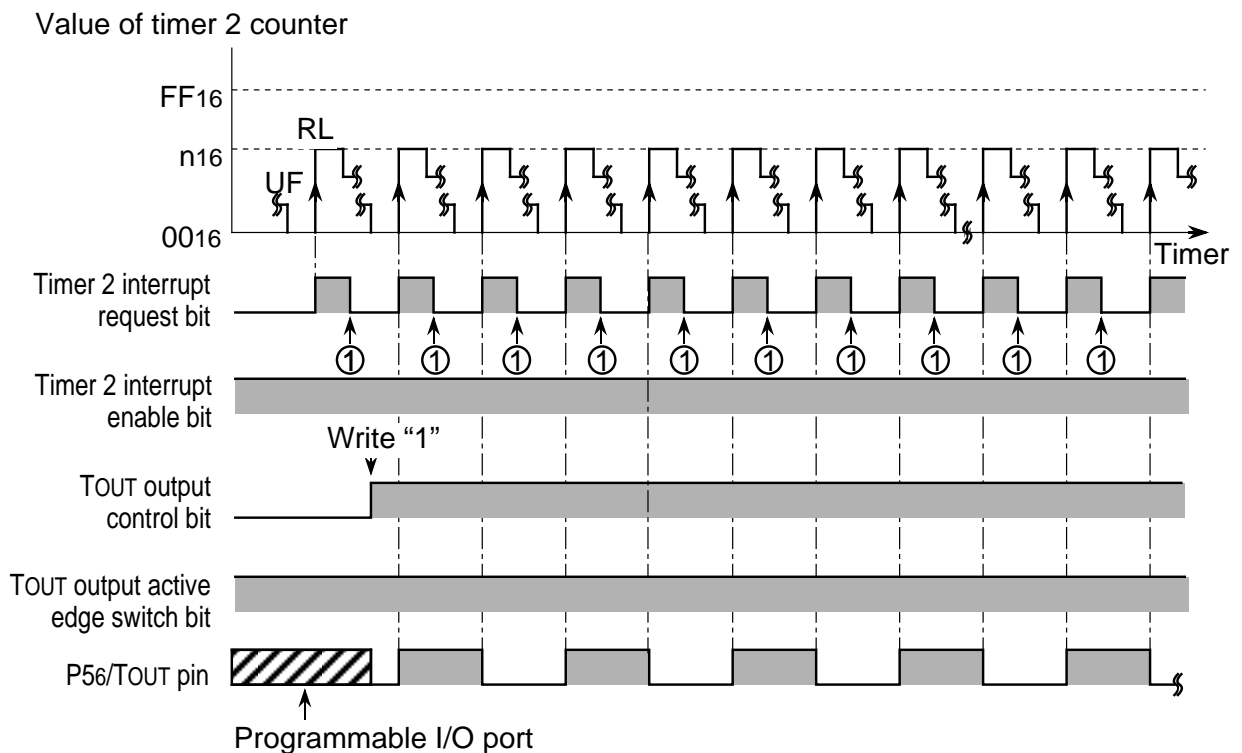 Value of timer 2 counter
FF16
RL
n16
UF
0016
Timer
Timer 2 interrupt
request bit
① ① ① ① ① ① ① ① ① ①
Timer 2 interrupt
enable bit
Write “1”
TOUT output
control bit
TOUT output active
edge switch bit
P56/TOUT pin
Programmable I/O port